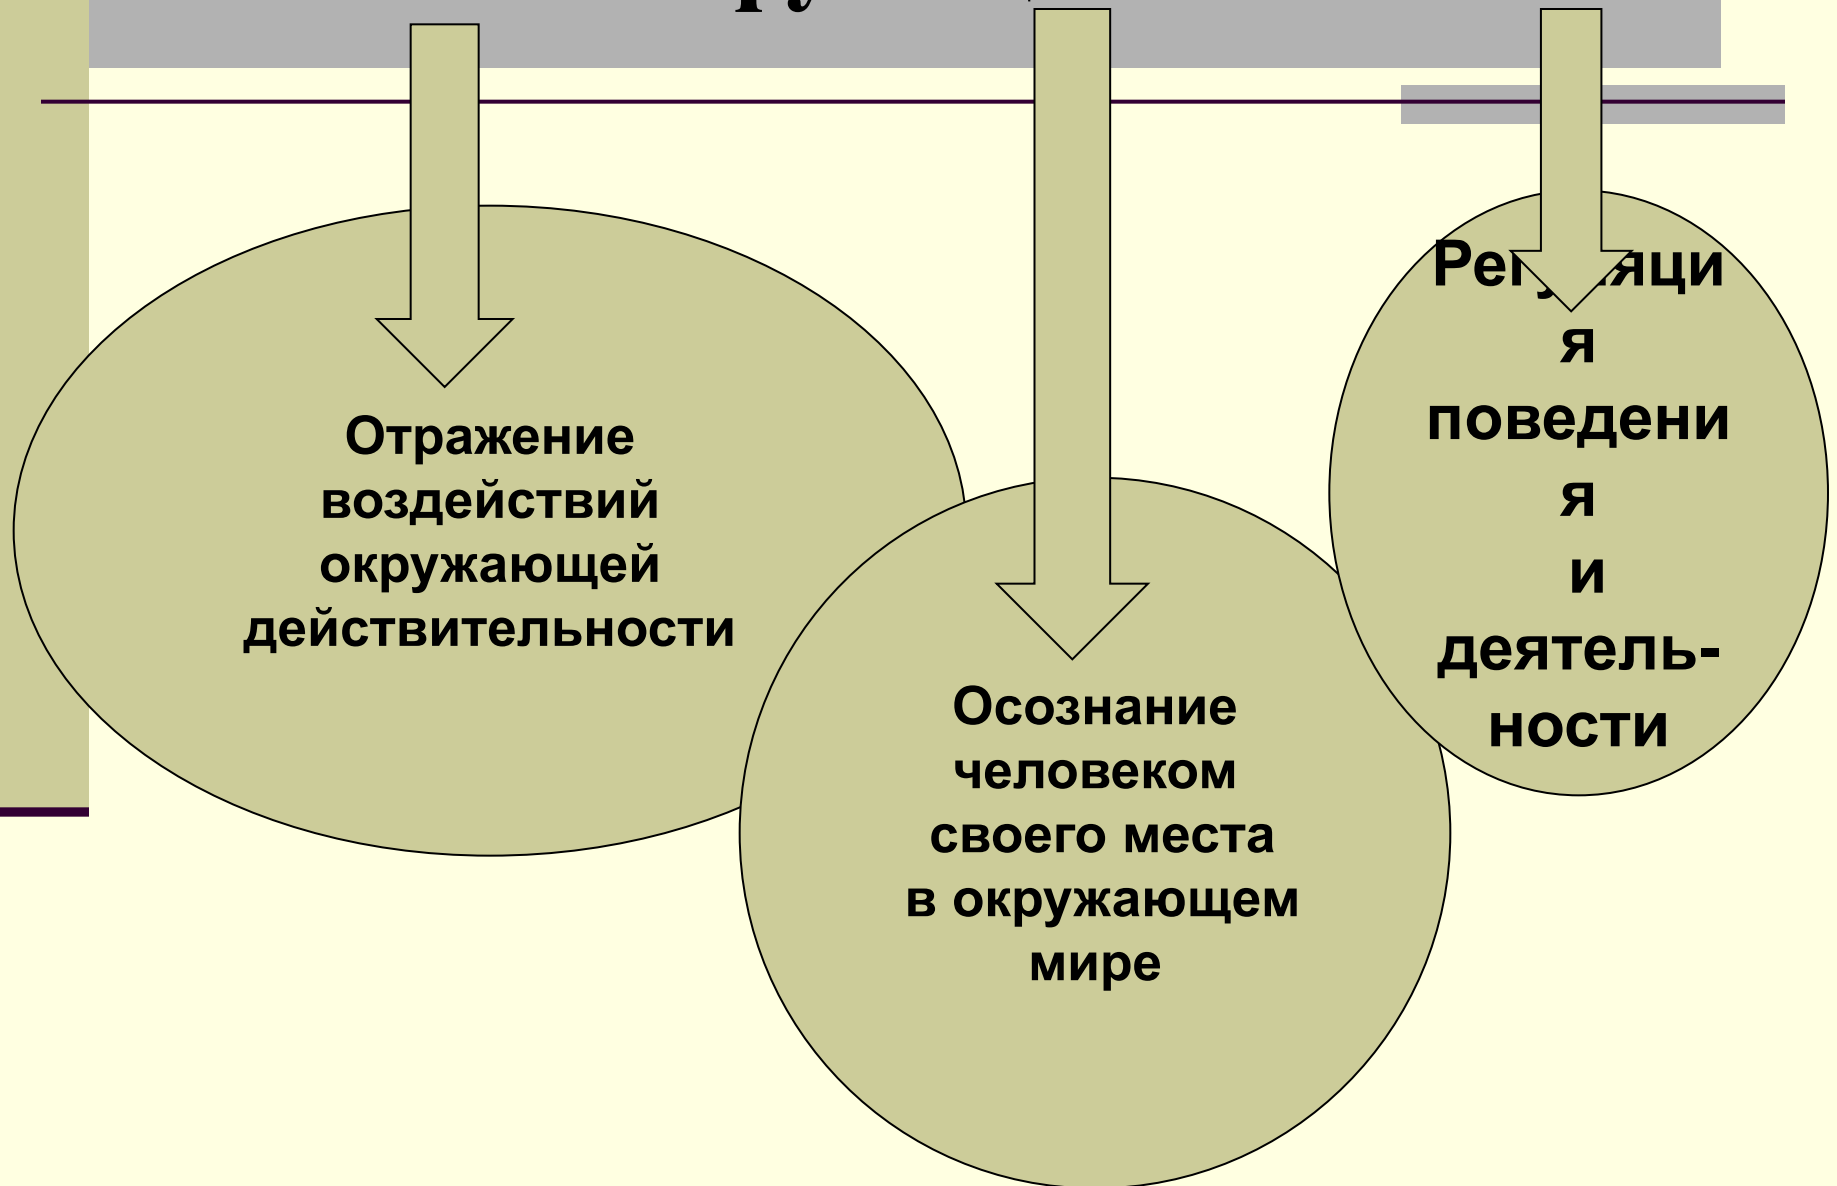 Отражение
воздействий
окружающей
действительности
Осознание
человеком
своего места
в окружающем
мире
я
поведени
я
и
деятель-
ности